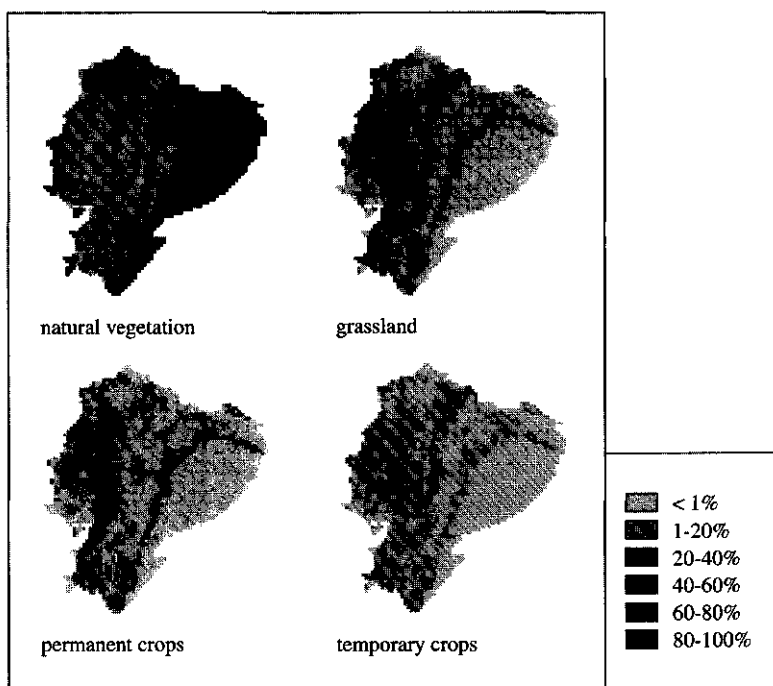 natural vegetation
grassland
permanent crops
temporary crops
< 1%
1-20%
20-40%
40-60%
60-80%
80-100%